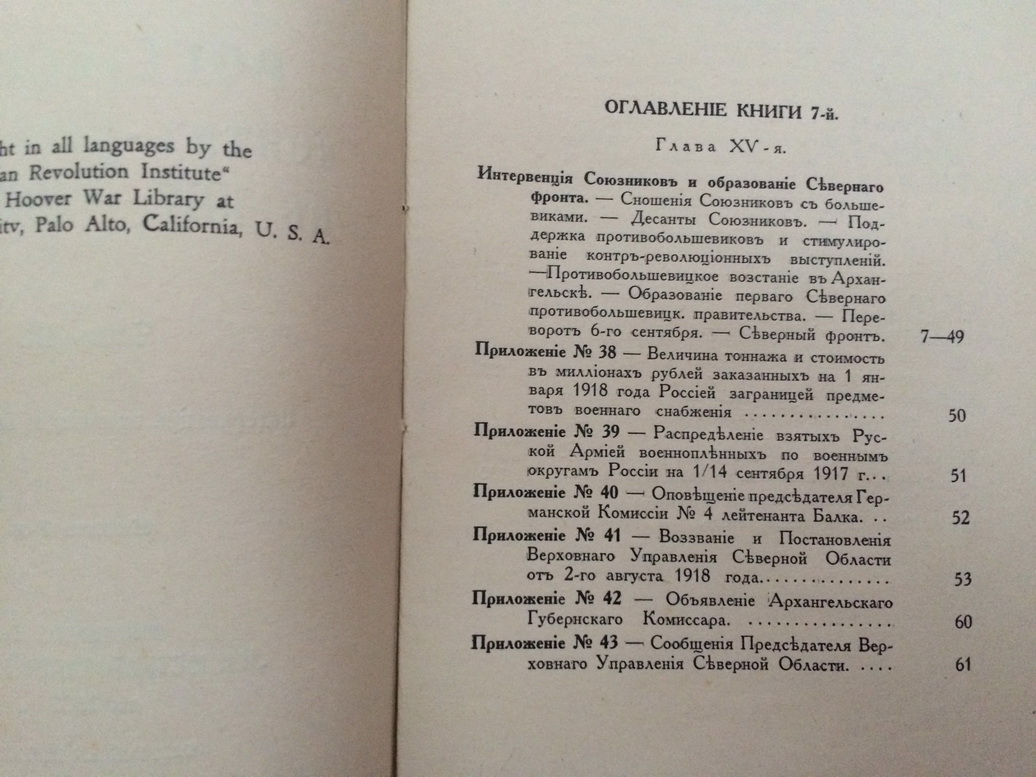 ht in all languages by the
an Revolution Institute“
Hoover War Library at
itv, Palo Alto, California, U. S. A.
ОГЛАВЛЕНІЕ КНИГИ 7-й.
Глава XV-я.
Интервенція Союзниковъ и образованіе Сѣвернаго
фронта. — Сношенія Союзниковъ съ больше-
виками. — Десанты Союзниковъ. — Под-
держка противобольшевиковъ и стимулиро-
ваніе контръ-революціонныхъ выступленій.
—Противобольшевицкое возстаніе въ Архан-
гельскѣ. — Образованіе перваго Сѣвернаго
противобольшевицк. правительства. — Пере-
воротъ 6-го сентября. — Сѣверный фронтъ. 7—49
Приложеніе № 38 — Величина тоннажа и стоимость
въ милліонахъ рублей заказанныхъ на 1 ян-
варя 1918 года Россіей заграницей предме-
товъ военнаго снабженія ............... 50
Приложеніе № 39 — Распредѣленіе взятыхъ Рус-
кой Арміей военноплѣнныхъ по военнымъ
округамъ Россіи на 1/14 сентября 1917 г... 51
Приложеніе № 40 — Оповѣщеніе предсѣдателя Гер-
манской Комиссіи № 4 лейтенанта Балка. .. 52
Приложеніе № 41 — Воззваніе и Постановленія
Верховнаго Управленія Сѣверной Области
отъ 2-го августа 1918 года.............. 53
Приложеніе № 42 — Объявленіе Архангельскаго
Губернскаго Комиссара. ............... 60
Приложеніе № 43 — Сообщенія Предсѣдателя Вер-
ховнаго Управленія Сѣверной Области. .... 61